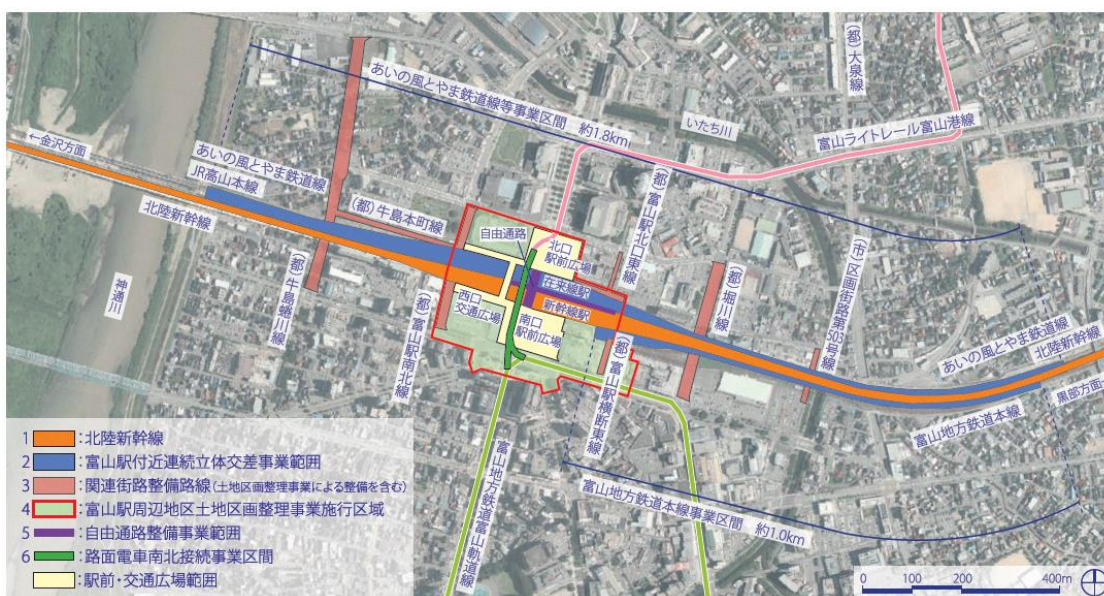 あいの風とやま鉄道線等事業区間 約1.8km
(都)大泉線
いたち川
富山ライトレール富山港線
←金沢方面
あいの風とやま鉄道線
JR高山本線
北陸新幹線
(都)牛島本町線
自由通路
北口
駅前広場
(都)富山駅北口東線
在来線駅
新幹線駅
西口
交通広場
南口
駅前広場
神通川
(都)牛島蜷川線
(都)富山駅南北線
(都)堀川線
(市)区画街路第503号線
あいの風とやま鉄道線
北陸新幹線
黒部方面→
富山地方鉄道本線
(都)富山駅横断東線
富山地方鉄道富山軌道線
富山地方鉄道本線事業区間 約1.0km
1 :北陸新幹線
2 :富山駅付近連続立体交差事業範囲
3 :関連街路整備路線(土地区画整理事業による整備を含む)
4 :富山駅周辺地区土地区画整理事業施行区域
5 :自由通路整備事業範囲
6 :路面電車南北接続事業区間
:駅前・交通広場範囲
0 100 200 400m